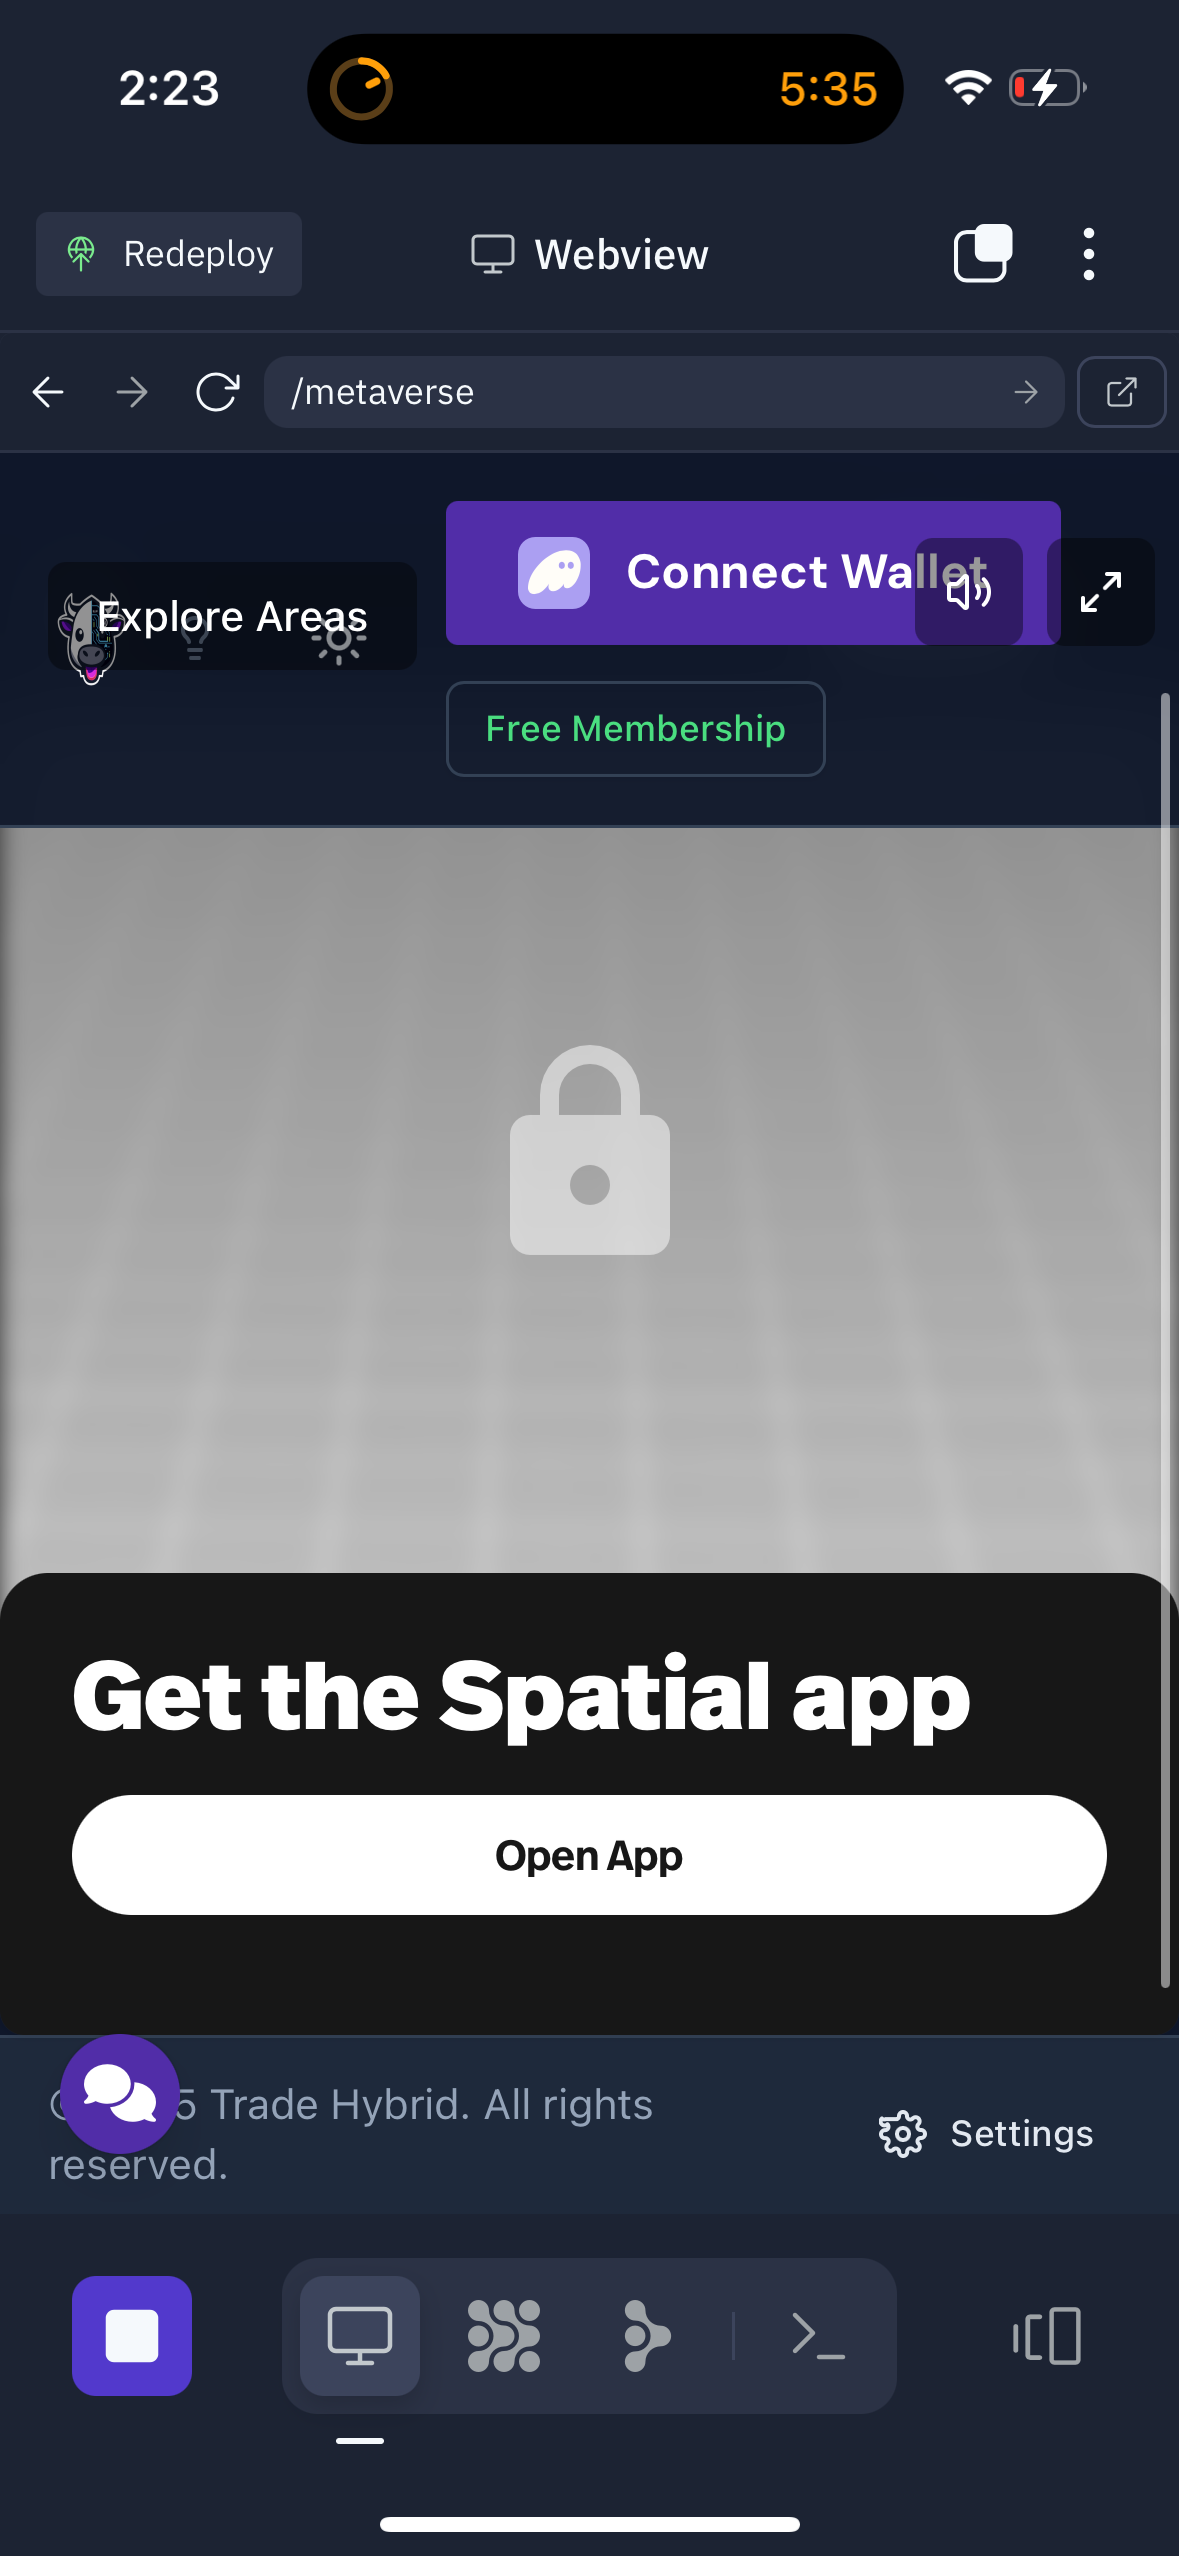 2:23
5:35
Redeploy
Webview
/metaverse
Connect Wallet
Explore Areas
Free Membership
Get the Spatial app
Open App
5 Trade Hybrid. All rights
reserved.
Settings